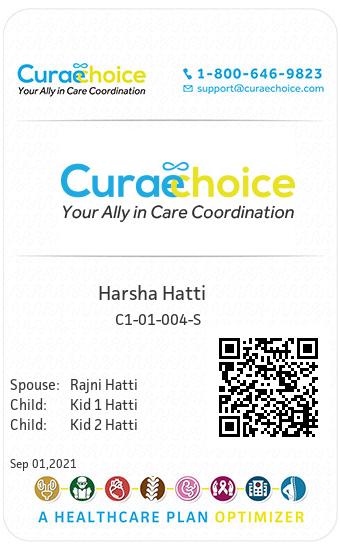 Curaechoice
Your Ally in Care Coordination
1-800-646-9823
support@curaechoice.com
Curaechoice
Your Ally in Care Coordination
Harsha Hatti
C1-01-004-S
Spouse: Rajni Hatti
Child: Kid 1 Hatti
Child: Kid 2 Hatti
Sep 01,2021
A HEALTHCARE PLAN OPTIMIZER